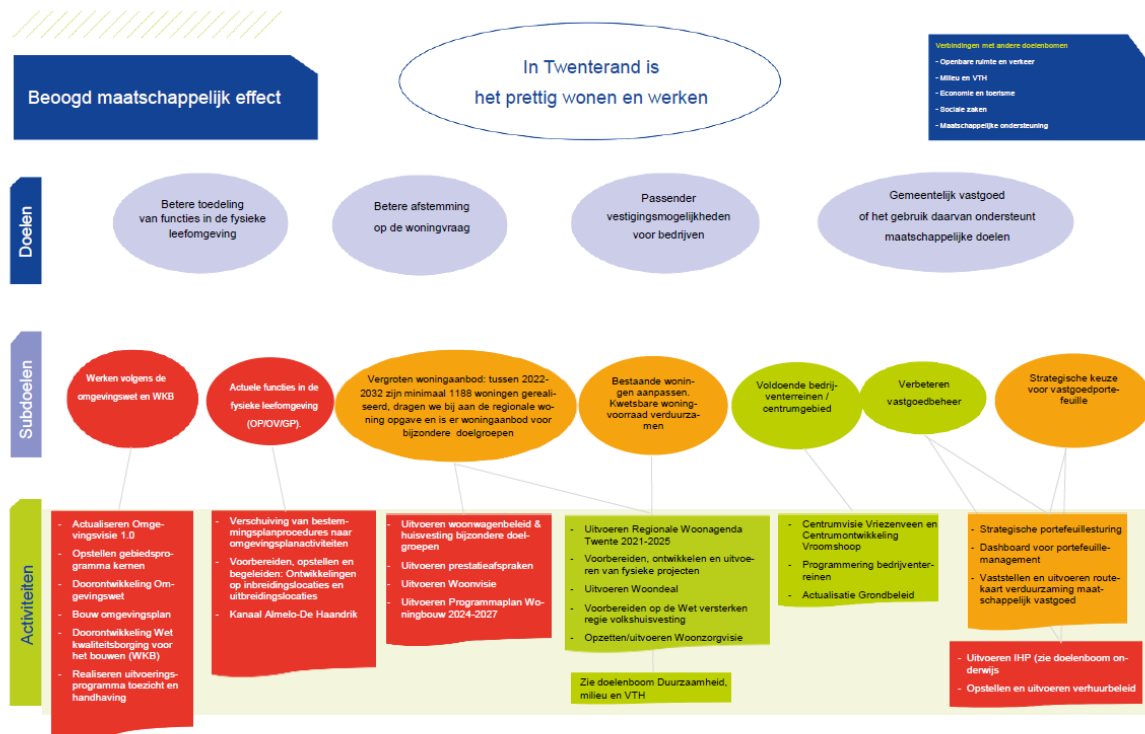 Beoogd maatschappelijk effect
In Twenterand is
het prettig wonen en werken
Verbindingen met andere doelenbomen
- Openbare ruimte en verkeer
- Milieu en VTH
- Economie en toerisme
- Sociale zaken
- Maatschappelijke ondersteuning
Doelen
Betere toedeling
van functies in de fysieke
leefomgeving
Betere afstemming
op de woningvraag
Passender
vestigingsmogelijkheden
voor bedrijven
Gemeentelijk vastgoed
of het gebruik daarvan ondersteunt
maatschappelijke doelen
Subdoelen
Werken volgens de
omgevingswet en WKB
Actuele functies in de
fysieke leefomgeving
(OP/OV/GP).
Vergroten woningaanbod: tussen 2022-
2032 zijn minimaal 1188 woningen gereali-
seerd, dragen we bij aan de regionale wo-
ning opgave en is er woningaanbod voor
bijzondere doelgroepen
Bestaande wonin-
gen aanpassen.
Kwetsbare woning-
voorraad verduurza-
men
Voldoende bedrij-
venterreinen /
centrumgebied
Verbeteren
vastgoedbeheer
Strategische keuze
voor vastgoedporte-
feuille
Activiteiten
- Actualiseren Omge-
vingsvisie 1.0
- Opstellen gebiedspro-
gramma kernen
- Doorontwikkeling Om-
gevingswet
- Bouw omgevingsplan
- Doorontwikkeling Wet
kwaliteitsborging voor
het bouwen (WKB)
- Realiseren uitvoerings-
programma toezicht en
handhaving
- Verschuiving van bestem-
mingsplanprocedures naar
omgevingsplanactiviteiten
- Voorbereiden, opstellen en
begeleiden: Ontwikkelingen
op inbreidingslocaties en
uitbreidingslocaties
- Kanaal Almelo-De Haandrik
- Uitvoeren woonwagenbeleid &
huisvesting bijzondere doel-
groepen
- Uitvoeren prestatieafspraken
- Uitvoeren Woonvisie
- Uitvoeren Programmaplan Wo-
ningbouw 2024-2027
- Uitvoeren Regionale Woonagenda
Twente 2021-2025
- Voorbereiden, ontwikkelen en uitvoe-
ren van fysieke projecten
- Uitvoeren Woondeal
- Voorbereiden op de Wet versterken
regie volkshuisvesting
- Opzetten/uitvoeren Woonzorgvisie
Zie doelenboom Duurzaamheid,
milieu en VTH
- Centrumvisie Vriezenveen en
Centrumontwikkeling
Vroomshoop
- Programmering bedrijventer-
reinen
- Actualisatie Grondbeleid
- Strategische portefeuillesturing
- Dashboard voor portefeuille-
management
- Vaststellen en uitvoeren route-
kaart verduurzaming maat-
schappelijk vastgoed
- Uitvoeren IHP (zie doelenboom on-
derwijs
- Opstellen en uitvoeren verhuurbeleid